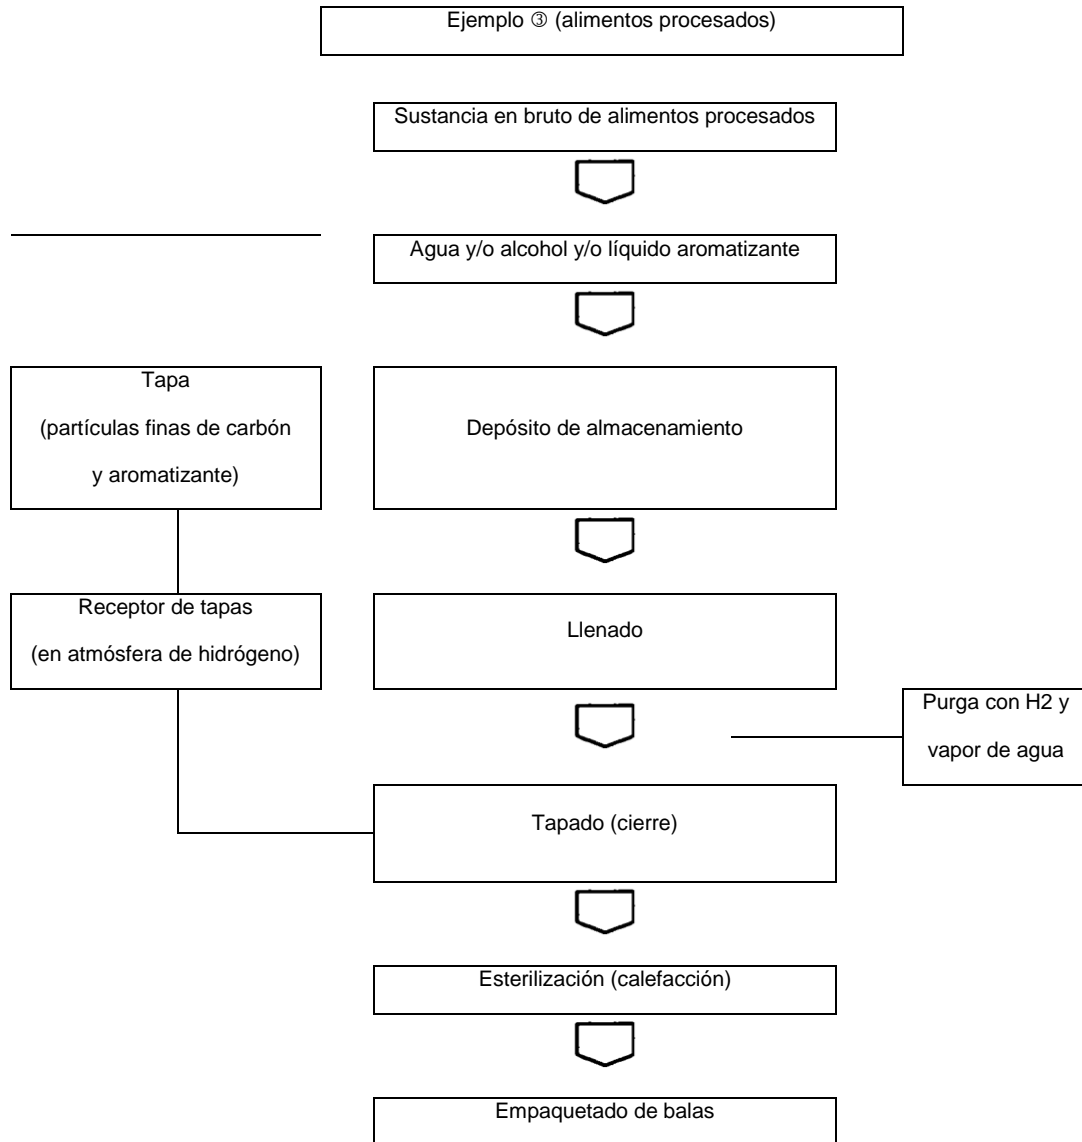 Ejemplo ③ (alimentos procesados)
Sustancia en bruto de alimentos procesados
Agua y/o alcohol y/o líquido aromatizante
Tapa
(partículas finas de carbón
y aromatizante)
Depósito de almacenamiento
Receptor de tapas
(en atmósfera de hidrógeno)
Llenado
Purga con H2 y
vapor de agua
Tapado (cierre)
Esterilización (calefacción)
Empaquetado de balas